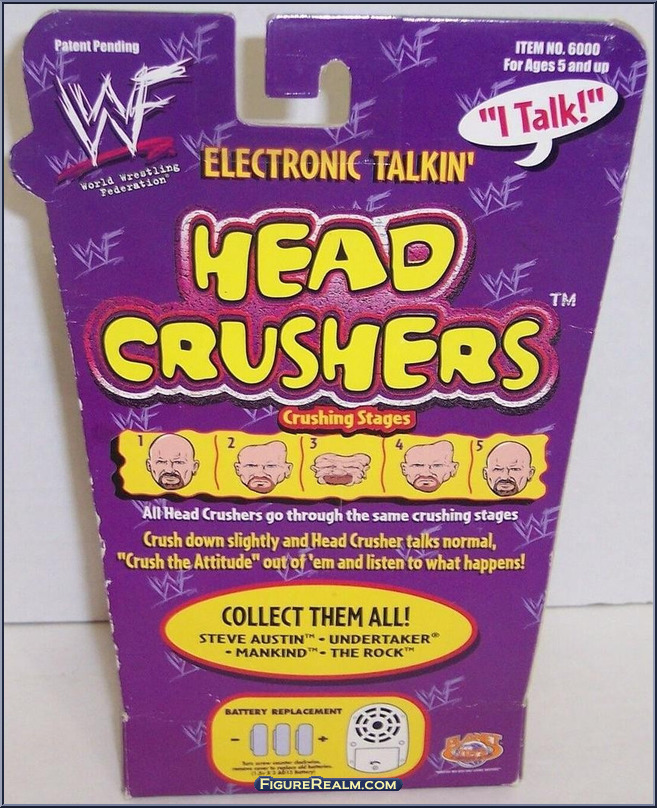 Patent Pending
ITEM NO. 6000
For Ages 5 and up
WF
World Wrestling
Federation
"I Talk!"
ELECTRONIC TALKIN'
HEAD
CRUSHERS™
Crushing Stages
1 2 3 4 5
All Head Crushers go through the same crushing stages
Crush down slightly and Head Crusher talks normal,
"Crush the Attitude" out of 'em and listen to what happens!
COLLECT THEM ALL!
STEVE AUSTIN™ • UNDERTAKER®
• MANKIND™ • THE ROCK™
BATTERY REPLACEMENT
- +
FIGUREREALM.COM